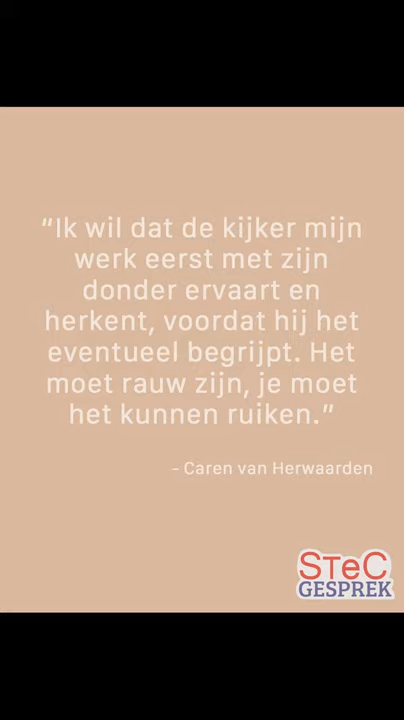 “Ik wil dat de kijker mijn
werk eerst met zijn
donder ervaart en
herkent, voordat hij het
eventueel begrijpt. Het
moet rauw zijn, je moet
het kunnen ruiken.”
- Caren van Herwaarden
STeC
GESPREK